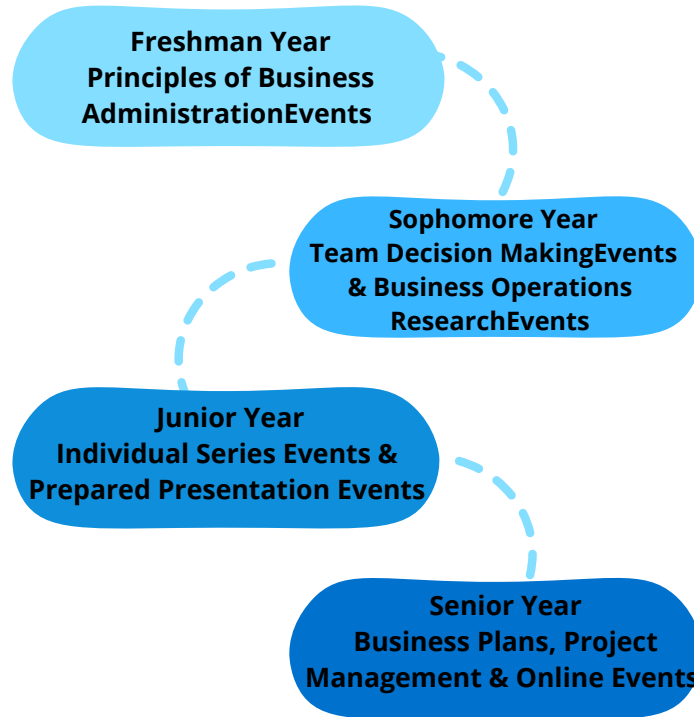 Freshman Year
Principles of Business
AdministrationEvents
Sophomore Year
Team Decision MakingEvents
& Business Operations
ResearchEvents
Junior Year
Individual Series Events &
Prepared Presentation Events
Senior Year
Business Plans, Project
Management & Online Events